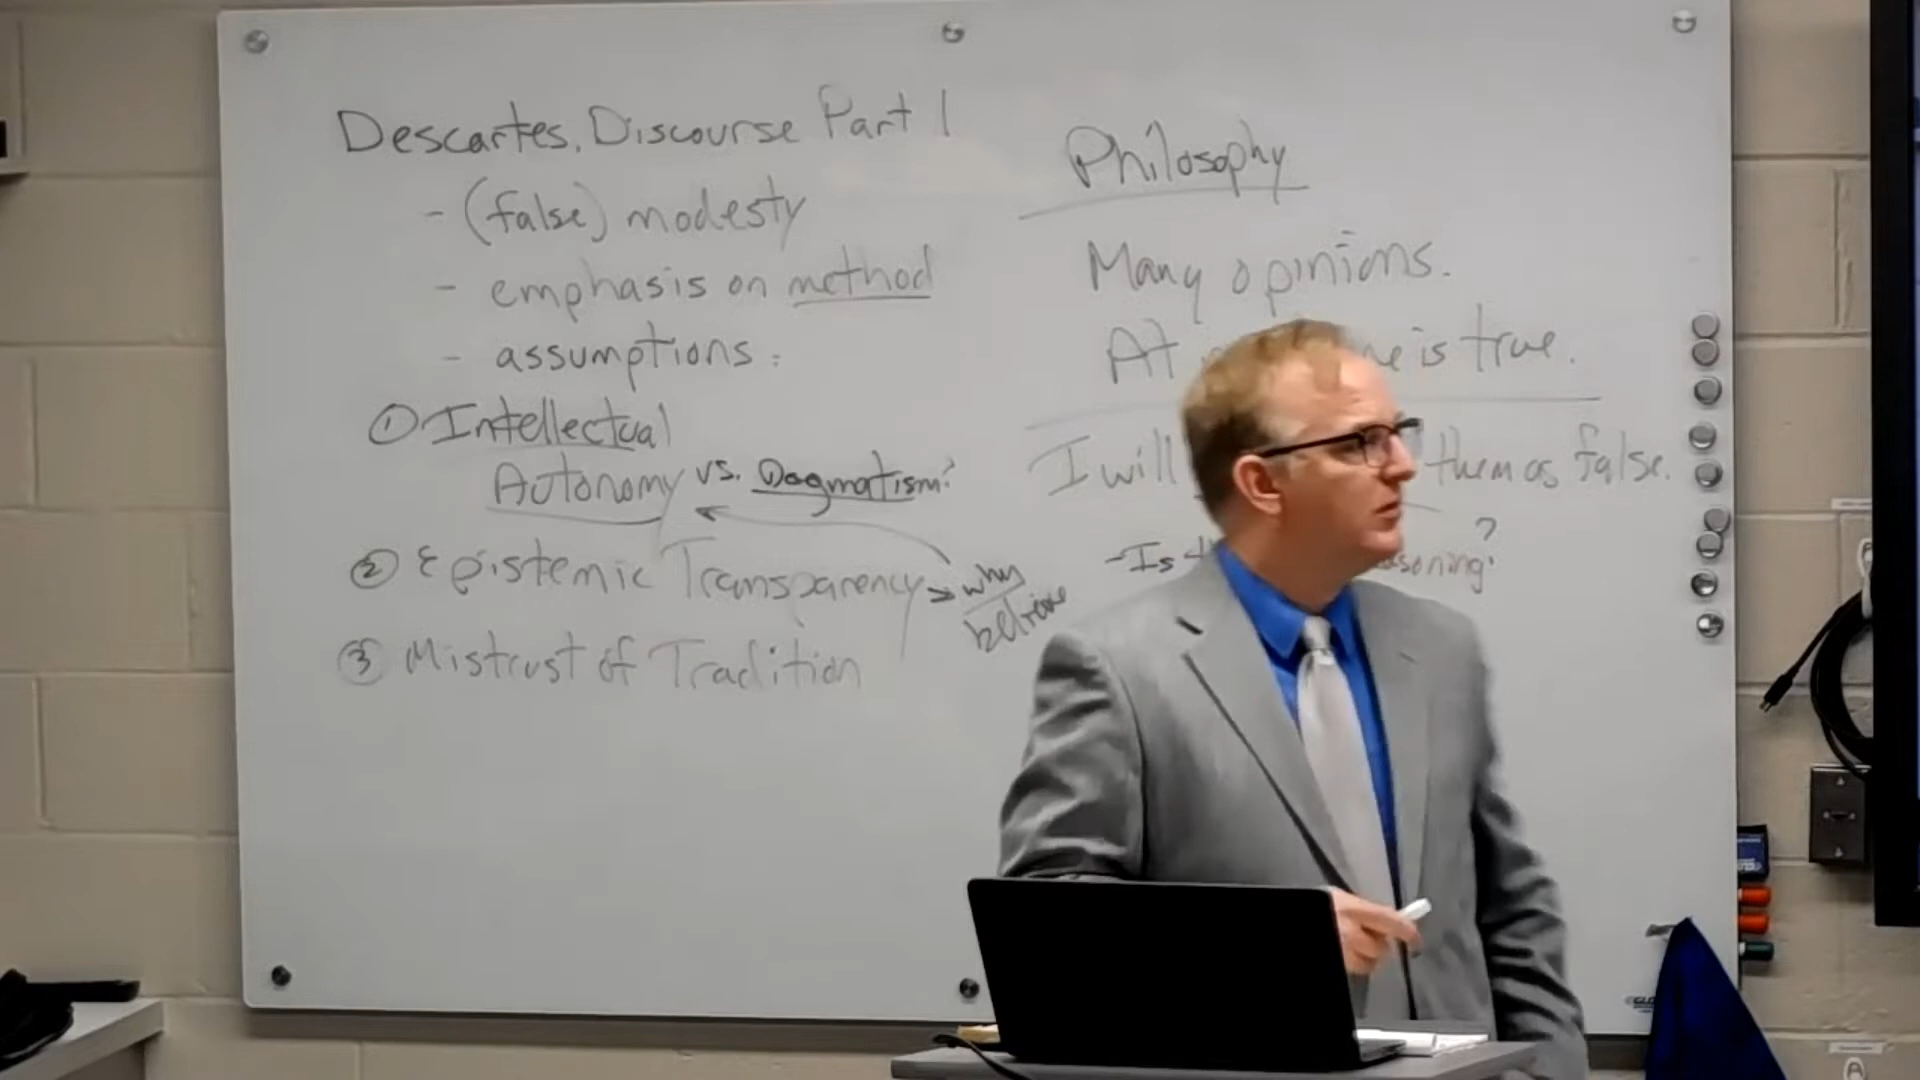 Descartes, Discourse Part 1
- (false) modesty
- emphasis on method
- assumptions:
① Intellectual
Autonomy vs. Dogmatism?
② Epistemic Transparency → why
believe
③ Mistrust of Tradition
Philosophy
Many opinions.
At is true.
I will them as false.
- Is ?